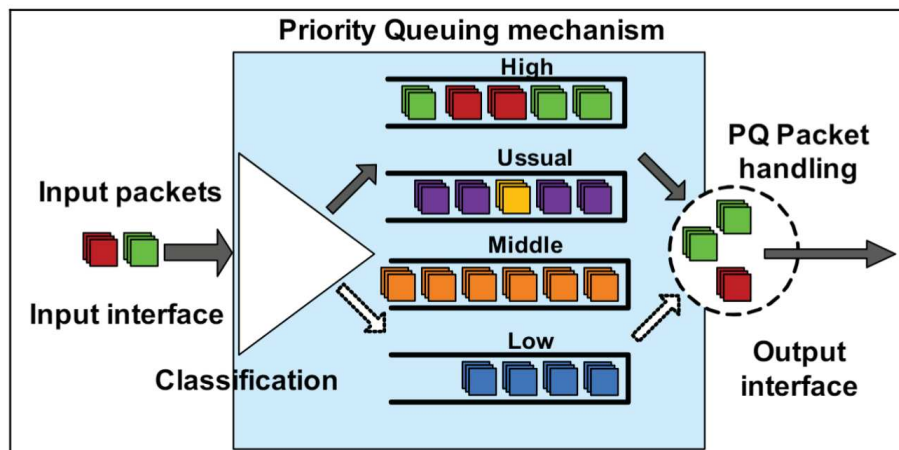 Priority Queuing mechanism
High
Ussual
Middle
Low
Input packets
Input interface
Classification
PQ Packet
handling
Output
interface